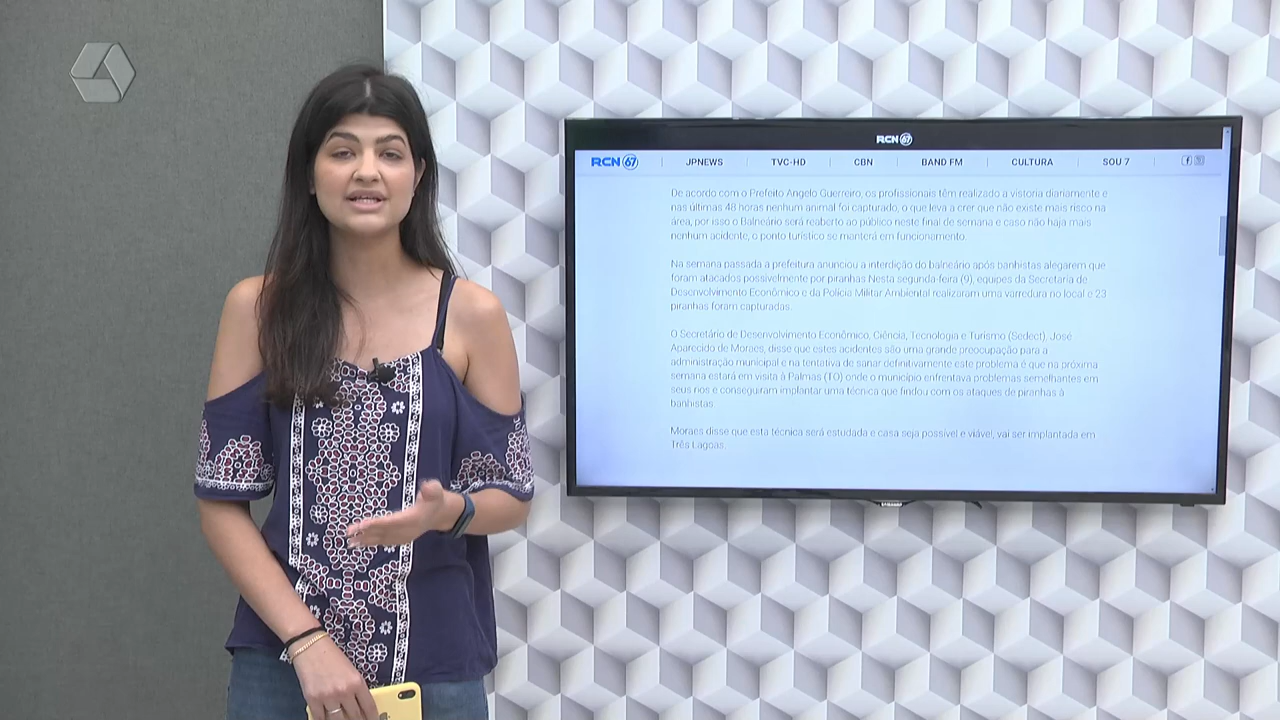 RCN 67
RCN 67 JPNEWS TVC-HD CBN BAND FM CULTURA SOU 7
De acordo com o Prefeito Angelo Guerreiro, os profissionais têm realizado a vistoria diariamente e
nas últimas 48 horas nenhum animal foi capturado, o que leva a crer que não existe mais risco na
área, por isso o Balneário será reaberto ao público neste final de semana e caso não haja mais
nenhum acidente, o ponto turístico se manterá em funcionamento.
Na semana passada a prefeitura anunciou a interdição do balneário após banhistas alegarem que
foram atacados possivelmente por piranhas.Nesta segunda-feira (9), equipes da Secretaria de
Desenvolvimento Econômico e da Polícia Militar Ambiental realizaram uma varredura no local e 23
piranhas foram capturadas.
O Secretário de Desenvolvimento Econômico, Ciência, Tecnologia e Turismo (Sedect), José
Aparecido de Moraes, disse que estes acidentes são uma grande preocupação para a
administração municipal e na tentativa de sanar definitivamente este problema é que na próxima
semana estará em visita à Palmas (TO) onde o município enfrentava problemas semelhantes em
seus rios e conseguiram implantar uma técnica que findou com os ataques de piranhas à
banhistas.
Moraes disse que esta técnica será estudada e casa seja possível e viável, vai ser implantada em
Três Lagoas.